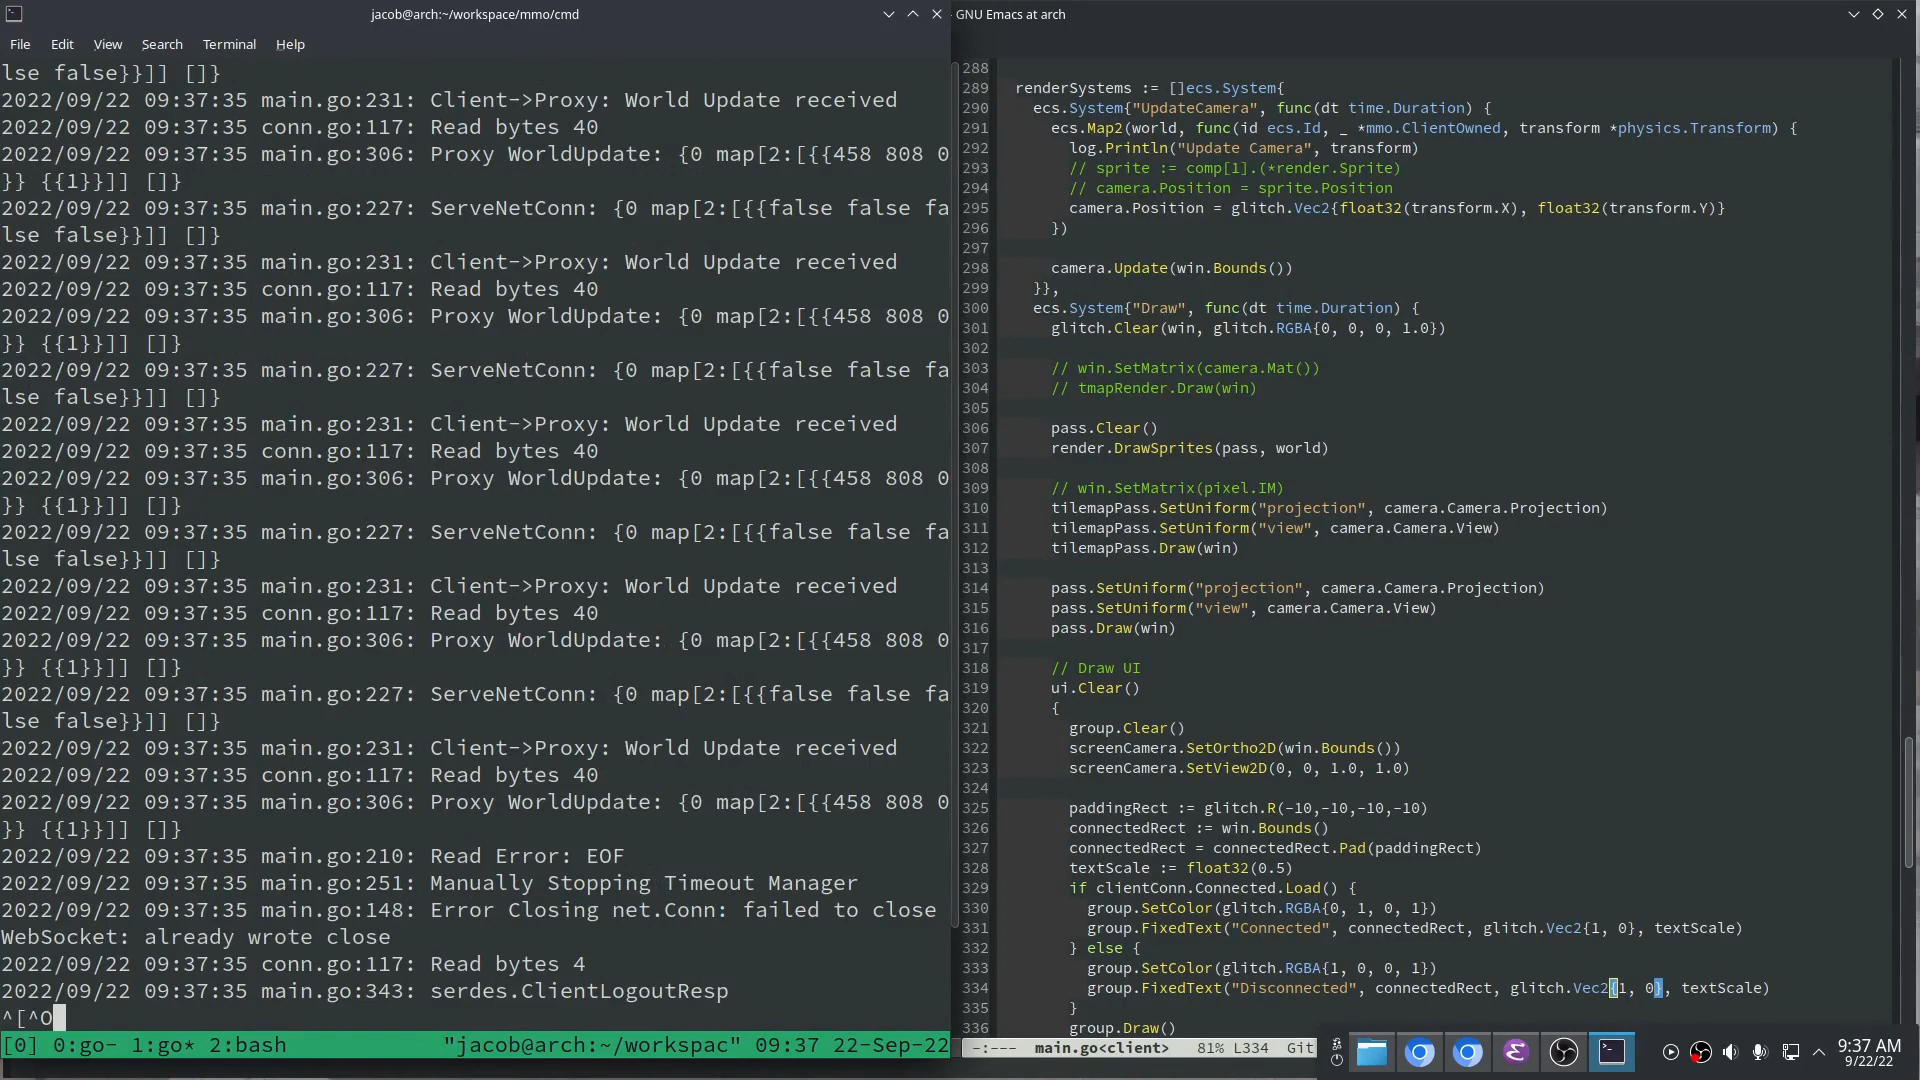 jacob@arch:~/workspace/mmo/cmd
File Edit View Search Terminal Help
lse false}}]] []}
2022/09/22 09:37:35 main.go:231: Client->Proxy: World Update received
2022/09/22 09:37:35 conn.go:117: Read bytes 40
2022/09/22 09:37:35 main.go:306: Proxy WorldUpdate: {0 map[2:[{{458 808 0
}} {{1}}]] []}
2022/09/22 09:37:35 main.go:227: ServeNetConn: {0 map[2:[{{false false fa
lse false}}]] []}
2022/09/22 09:37:35 main.go:231: Client->Proxy: World Update received
2022/09/22 09:37:35 conn.go:117: Read bytes 40
2022/09/22 09:37:35 main.go:306: Proxy WorldUpdate: {0 map[2:[{{458 808 0
}} {{1}}]] []}
2022/09/22 09:37:35 main.go:227: ServeNetConn: {0 map[2:[{{false false fa
lse false}}]] []}
2022/09/22 09:37:35 main.go:231: Client->Proxy: World Update received
2022/09/22 09:37:35 conn.go:117: Read bytes 40
2022/09/22 09:37:35 main.go:306: Proxy WorldUpdate: {0 map[2:[{{458 808 0
}} {{1}}]] []}
2022/09/22 09:37:35 main.go:227: ServeNetConn: {0 map[2:[{{false false fa
lse false}}]] []}
2022/09/22 09:37:35 main.go:231: Client->Proxy: World Update received
2022/09/22 09:37:35 conn.go:117: Read bytes 40
2022/09/22 09:37:35 main.go:306: Proxy WorldUpdate: {0 map[2:[{{458 808 0
}} {{1}}]] []}
2022/09/22 09:37:35 main.go:227: ServeNetConn: {0 map[2:[{{false false fa
lse false}}]] []}
2022/09/22 09:37:35 main.go:231: Client->Proxy: World Update received
2022/09/22 09:37:35 conn.go:117: Read bytes 40
2022/09/22 09:37:35 main.go:306: Proxy WorldUpdate: {0 map[2:[{{458 808 0
}} {{1}}]] []}
2022/09/22 09:37:35 main.go:210: Read Error: EOF
2022/09/22 09:37:35 main.go:251: Manually Stopping Timeout Manager
2022/09/22 09:37:35 main.go:148: Error Closing net.Conn: failed to close
WebSocket: already wrote close
2022/09/22 09:37:35 conn.go:117: Read bytes 4
2022/09/22 09:37:35 main.go:343: serdes.ClientLogoutResp
^[^O
[0] 0:go- 1:go* 2:bash "jacob@arch:~/workspac" 09:37 22-Sep-22
GNU Emacs at arch
288
289 renderSystems := []ecs.System{
290 ecs.System{"UpdateCamera", func(dt time.Duration) {
291 ecs.Map2(world, func(id ecs.Id, _ *mmo.ClientOwned, transform *physics.Transform) {
292 log.Println("Update Camera", transform)
293 // sprite := comp[1].(*render.Sprite)
294 // camera.Position = sprite.Position
295 camera.Position = glitch.Vec2{float32(transform.X), float32(transform.Y)}
296 })
297
298 camera.Update(win.Bounds())
299 }},
300 ecs.System{"Draw", func(dt time.Duration) {
301 glitch.Clear(win, glitch.RGBA{0, 0, 0, 1.0})
302
303 // win.SetMatrix(camera.Mat())
304 // tmapRender.Draw(win)
305
306 pass.Clear()
307 render.DrawSprites(pass, world)
308
309 // win.SetMatrix(pixel.IM)
310 tilemapPass.SetUniform("projection", camera.Camera.Projection)
311 tilemapPass.SetUniform("view", camera.Camera.View)
312 tilemapPass.Draw(win)
313
314 pass.SetUniform("projection", camera.Camera.Projection)
315 pass.SetUniform("view", camera.Camera.View)
316 pass.Draw(win)
317
318 // Draw UI
319 ui.Clear()
320 {
321 group.Clear()
322 screenCamera.SetOrtho2D(win.Bounds())
323 screenCamera.SetView2D(0, 0, 1.0, 1.0)
324
325 paddingRect := glitch.R(-10,-10,-10,-10)
326 connectedRect := win.Bounds()
327 connectedRect = connectedRect.Pad(paddingRect)
328 textScale := float32(0.5)
329 if clientConn.Connected.Load() {
330 group.SetColor(glitch.RGBA{0, 1, 0, 1})
331 group.FixedText("Connected", connectedRect, glitch.Vec2{1, 0}, textScale)
332 } else {
333 group.SetColor(glitch.RGBA{1, 0, 0, 1})
334 group.FixedText("Disconnected", connectedRect, glitch.Vec2{1, 0}, textScale)
335 }
336 group.Draw()
-:--- main.go<client> 81% L334 Git
9:37 AM
9/22/22